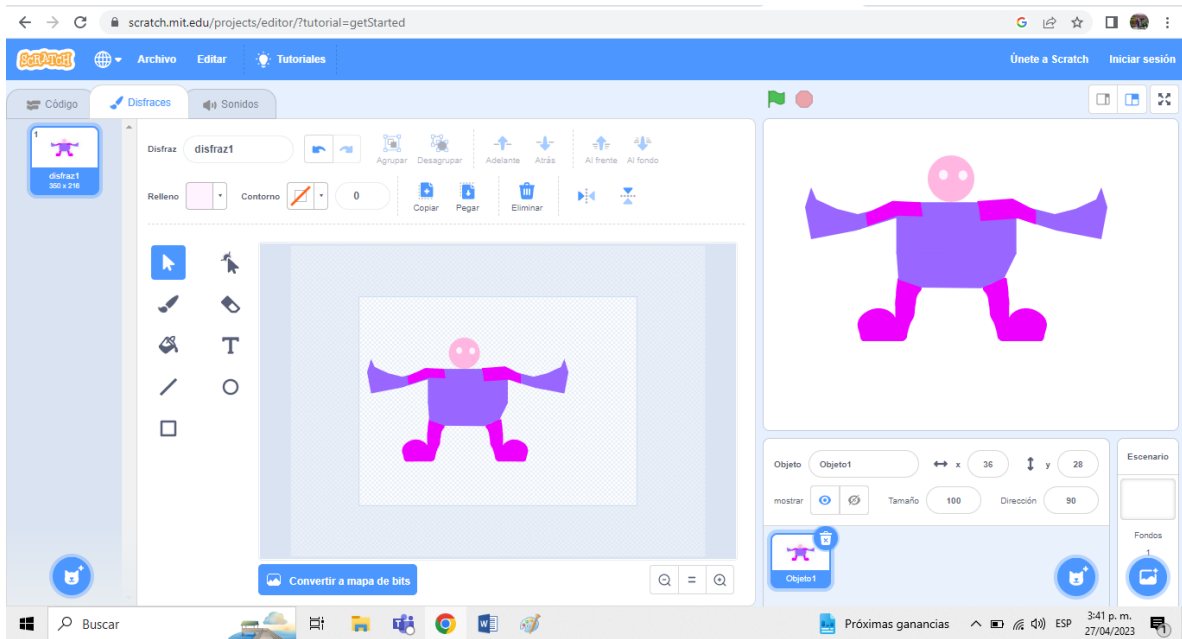 scratch.mit.edu/projects/editor/?tutorial=getStarted
SCRATCH Archivo Editar Tutoriales Únete a Scratch Iniciar sesión
Código Disfraces Sonidos
1
disfraz1
350 x 216
Disfraz disfraz1 Agrupar Desagrupar Adelante Atrás Al frente Al fondo
Relleno Contorno 0 Copiar Pegar Eliminar
T
Convertir a mapa de bits
Objeto Objeto1 x 36 y 28
mostrar Tamaño 100 Dirección 90
Objeto1
Escenario
Fondos
1
Buscar Próximas ganancias ESP 3:41 p. m.
27/04/2023